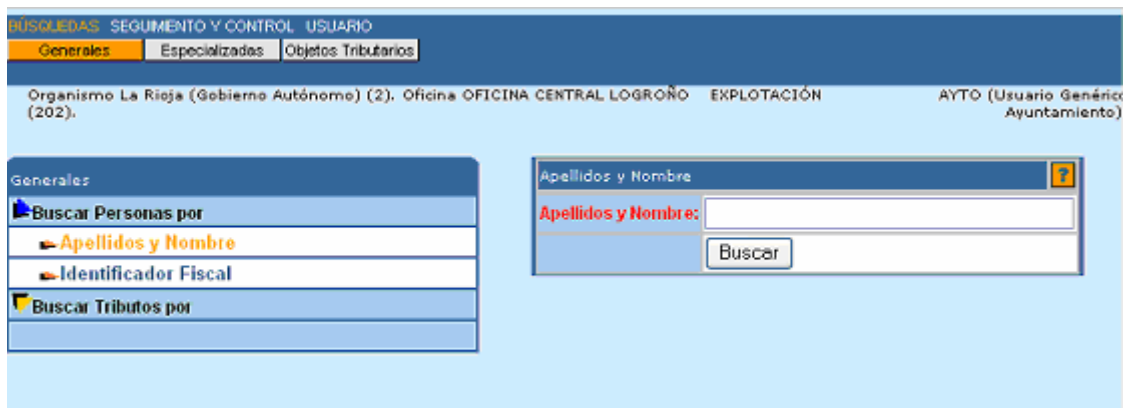 BÚSQUEDAS SEGUIMIENTO Y CONTROL USUARIO
Generales Especializadas Objetos Tributarios
Organismo La Rioja (Gobierno Autónomo) (2). Oficina OFICINA CENTRAL LOGROÑO EXPLOTACIÓN AYTO (Usuario Genérico
(202). Ayuntamiento)
Generales
Buscar Personas por
Apellidos y Nombre
Identificador Fiscal
Buscar Tributos por
Apellidos y Nombre ?
Apellidos y Nombre:
Buscar